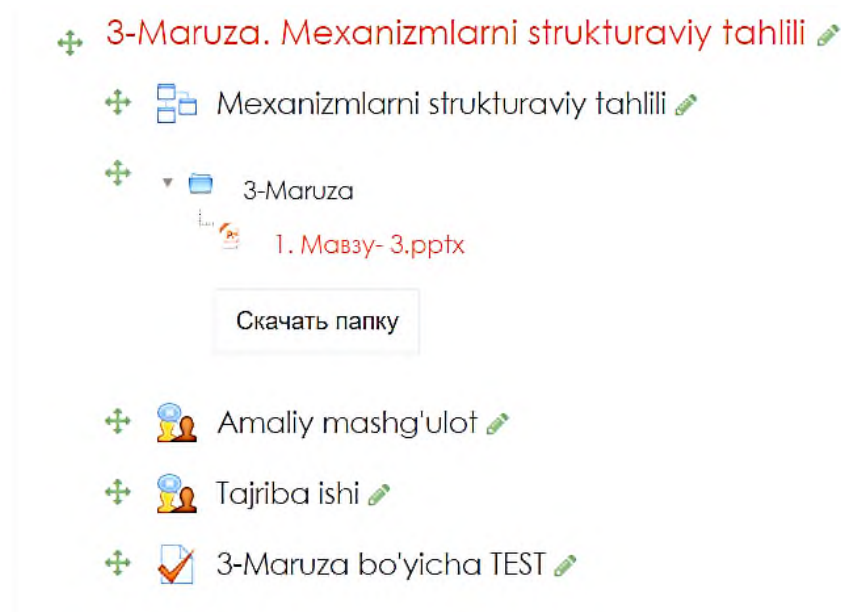 3-Maruza. Mexanizmlarni strukturaviy tahlili
Mexanizmlarni strukturaviy tahlili
3-Maruza
1. Мавзу- 3.pptx
Скачать папку
Amaliy mashg'ulot
Tajriba ishi
3-Maruza bo'yicha TEST